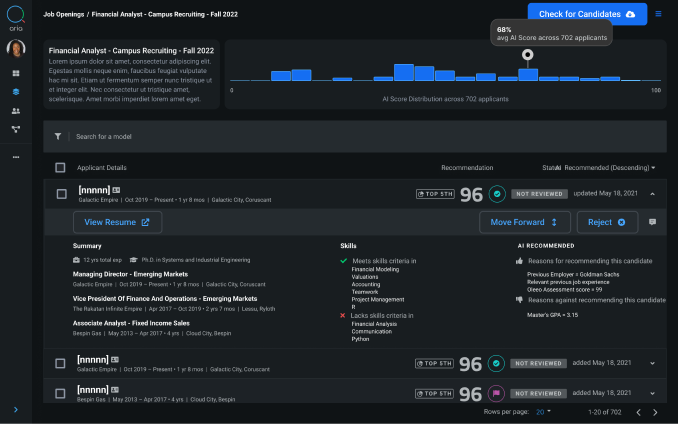 aria
Job Openings / Financial Analyst - Campus Recruiting - Fall 2022
Check for Candidates
68%
avg AI Score across 702 applicants
Financial Analyst - Campus Recruiting - Fall 2022
Lorem ipsum dolor sit amet, consectetur adipiscing elit.
Egestas mollis neque enim, faucibus feugiat vulputate
hac mi sit. Etiam ut fermentum semper nunc tristique ut
et integer elit. Nec consectetur ut tristique amet,
scelerisque. Amet morbi imperdiet lorem amet eget.
0
100
AI Score Distribution across 702 applicants
Search for a model
Applicant Details
Recommendation
Status
AI Recommended (Descending)
[nnnnn]
Galactic Empire | Oct 2019 – Present • 1 yr 8 mos | Galactic City, Coruscant
TOP 5TH
96
NOT REVIEWED
updated May 18, 2021
View Resume
Move Forward
Reject
Summary
12 yrs total exp
Ph.D. in Systems and Industrial Engineering
Managing Director - Emerging Markets
Galactic Empire | Oct 2019 – Present • 1 yr 8 mos | Galactic City, Coruscant
Vice President Of Finance And Operations - Emerging Markets
The Rakatan Infinite Empire | Apr 2017 – Oct 2019 • 2 yrs 7 mos | Lessu, Ryloth
Associate Analyst - Fixed Income Sales
Bespin Gas | May 2013 – Apr 2017 • 4 yrs | Cloud City, Bespin
Skills
Meets skills criteria in
Financial Modeling
Valuations
Accounting
Teamwork
Project Management
R
Lacks skills criteria in
Financial Analysis
Communication
Python
AI RECOMMENDED
Reasons for recommending this candidate
Previous Employer = Goldman Sachs
Relevant previous job experience
Oleeo Assessment score = 99
Reasons against recommending this candidate
Master's GPA = 3.15
[nnnnn]
Galactic Empire | Oct 2019 – Present • 1 yr 8 mos | Galactic City, Coruscant
TOP 5TH
96
NOT REVIEWED
added May 18, 2021
[nnnnn]
Bespin Gas | May 2013 – Apr 2017 • 4 yrs | Cloud City, Bespin
TOP 5TH
96
NOT REVIEWED
added May 18, 2021
Rows per page: 20
1-20 of 702